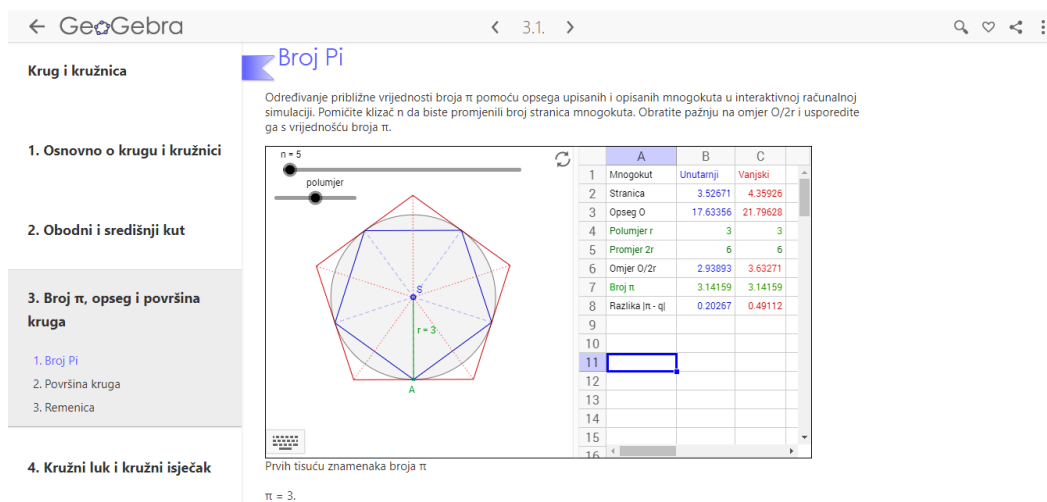 GeoGebra
3.1.
Krug i kružnica
1. Osnovno o krugu i kružnici
2. Obodni i središnji kut
3. Broj π, opseg i površina
kruga
1. Broj Pi
2. Površina kruga
3. Remenica
4. Kružni luk i kružni isječak
Broj Pi
Određivanje približne vrijednosti broja π pomoću opsega upisanih i opisanih mnogokuta u interaktivnoj računalnoj
simulaciji. Pomičite klizač n da biste promjenili broj stranica mnogokuta. Obratite pažnju na omjer O/2r i usporedite
ga s vrijednošću broja π.
n = 5
polumjer
S
r = 3
A
A B C
1 Mnogokut Unutarnji Vanjski
2 Stranica 3.52671 4.35926
3 Opseg O 17.63356 21.79628
4 Polumjer r 3 3
5 Promjer 2r 6 6
6 Omjer O/2r 2.93893 3.63271
7 Broj π 3.14159 3.14159
8 Razlika |π - q| 0.20267 0.49112
9
10
11
12
13
14
15
16
Prvih tisuću znamenaka broja π
π = 3.